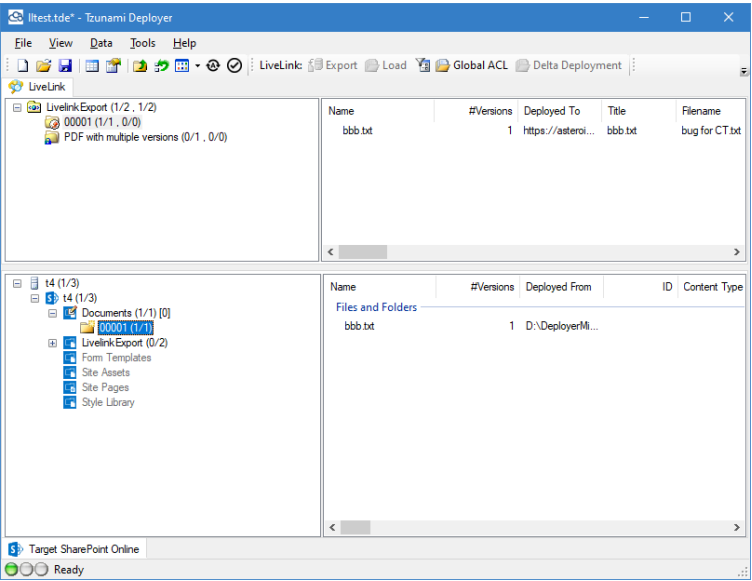 lltest.tde* - Tzunami Deployer
File View Data Tools Help
LiveLink: Export Load Global ACL Delta Deployment
LiveLink
LivelinkExport (1/2 , 1/2)
00001 (1/1 , 0/0)
PDF with multiple versions (0/1 , 0/0)
Name #Versions Deployed To Title Filename
bbb.txt 1 https://asteroi... bbb.txt bug for CT.txt
t4 (1/3)
t4 (1/3)
Documents (1/1) [0]
00001 (1/1)
LivelinkExport (0/2)
Form Templates
Site Assets
Site Pages
Style Library
Name #Versions Deployed From ID Content Type
Files and Folders
bbb.txt 1 D:\DeployerMi...
Target SharePoint Online
Ready